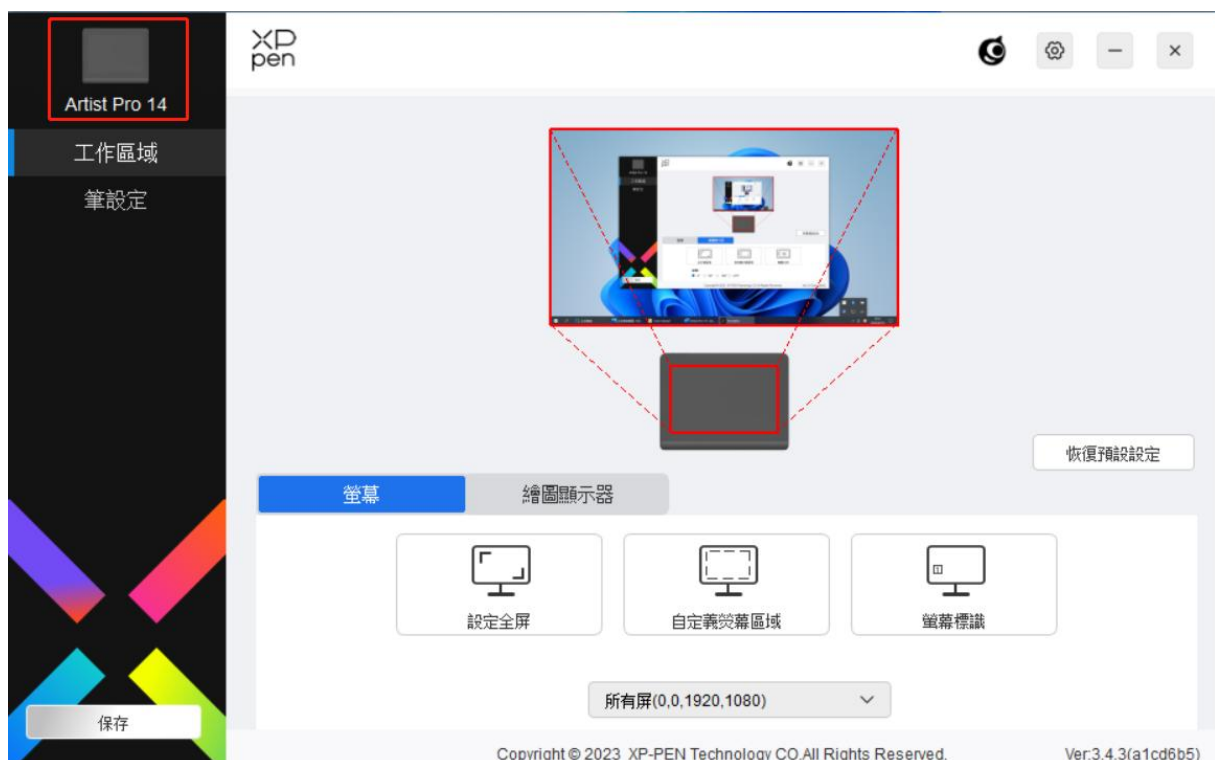 XP
pen
Artist Pro 14
工作區域
筆設定
恢復預設設定
螢幕
繪圖顯示器
設定全屏
自定義熒幕區域
螢幕標識
所有屏(0,0,1920,1080)
保存
Copyright © 2023 XP-PEN Technology CO.All Rights Reserved.
Ver:3.4.3(a1cd6b5)